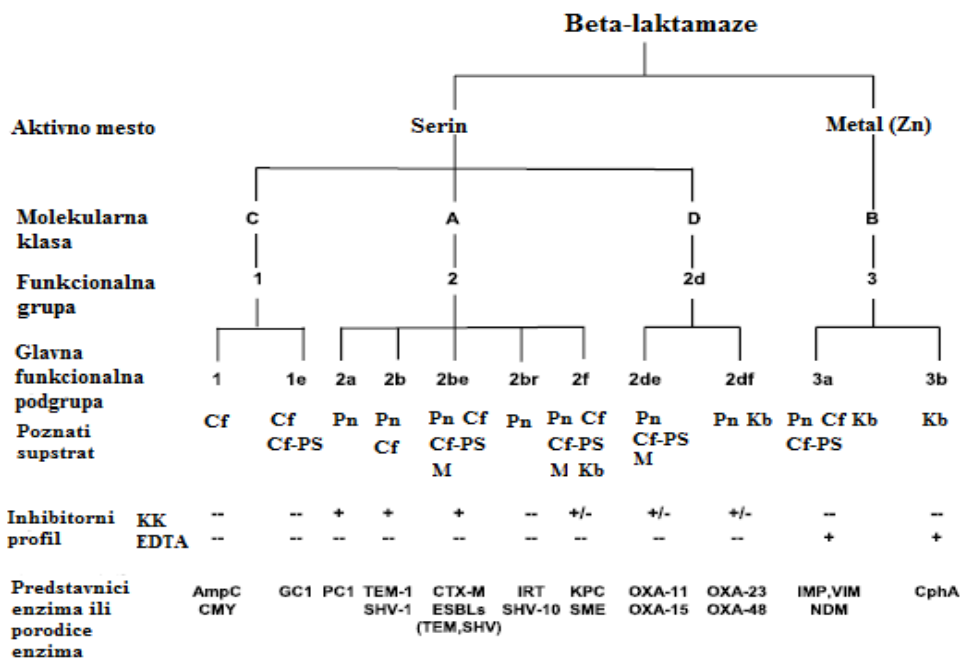 Beta-laktamaze
Aktivno mesto Serin Metal (Zn)
Molekularna klasa C A D B
Funkcionalna grupa 1 2 2d 3
Glavna funkcionalna podgrupa 1 1e 2a 2b 2be 2br 2f 2de 2df 3a 3b
Poznati supstrat
Cf
Cf
Cf-PS
Pn
Pn
Cf
Pn Cf
Cf-PS
M
Pn
Pn Cf
Cf-PS
M Kb
Pn
Cf-PS
M
Pn Kb
Pn Cf Kb
Cf-PS
Kb
Inhibitorni profil
KK -- -- + + + -- +/- +/- +/- -- --
EDTA -- -- -- -- -- -- -- -- -- + +
Predstavnici
enzima ili
porodice
enzima
AmpC
CMY
GC1
PC1
TEM-1
SHV-1
CTX-M
ESBLs
(TEM,SHV)
IRT
SHV-10
KPC
SME
OXA-11
OXA-15
OXA-23
OXA-48
IMP,VIM
NDM
CphA